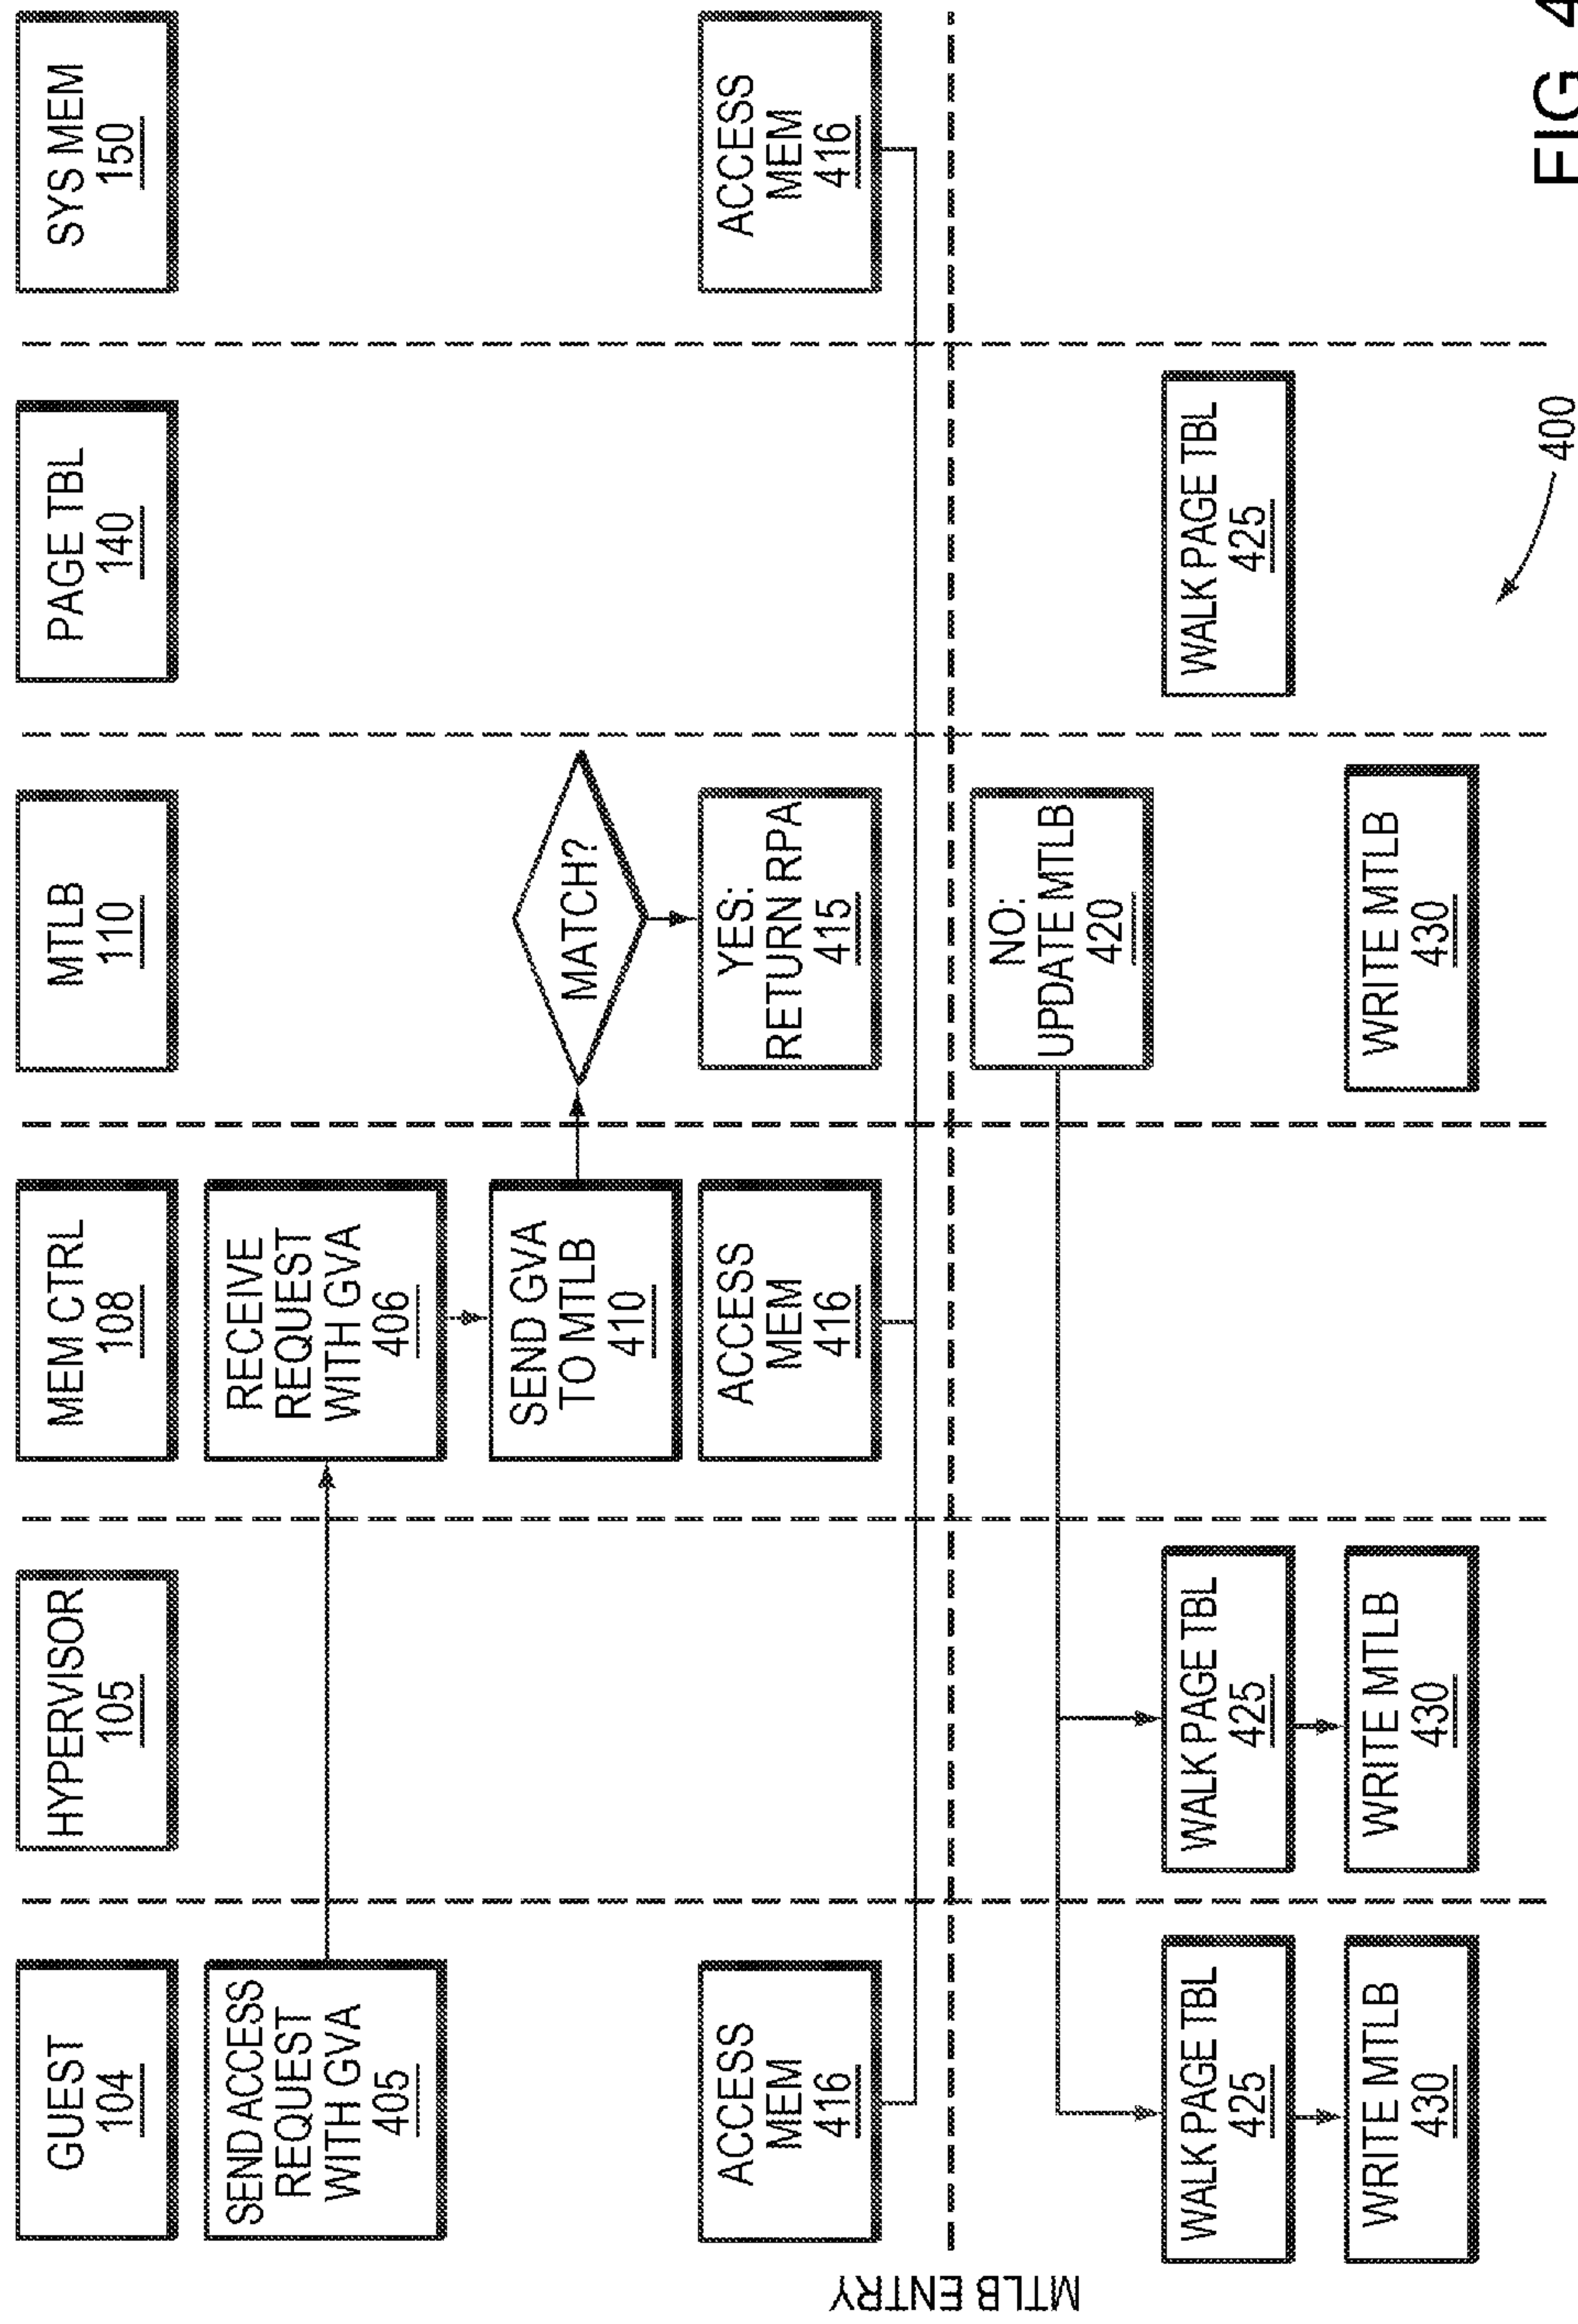 GUEST
104
HYPERVISOR
105
MEM CTRL
108
MTLB
110
PAGE TBL
140
SYS MEM
150
SEND ACCESS
REQUEST
WITH GVA
405
RECEIVE
REQUEST
WITH GVA
406
SEND GVA
TO MTLB
410
MATCH?
ACCESS
MEM
416
ACCESS
MEM
416
YES:
RETURN RPA
415
ACCESS
MEM
416
MTLB ENTRY
NO:
UPDATE MTLB
420
WALK PAGE TBL
425
WALK PAGE TBL
425
WALK PAGE TBL
425
WRITE MTLB
430
WRITE MTLB
430
WRITE MTLB
430
400
FIG. 4